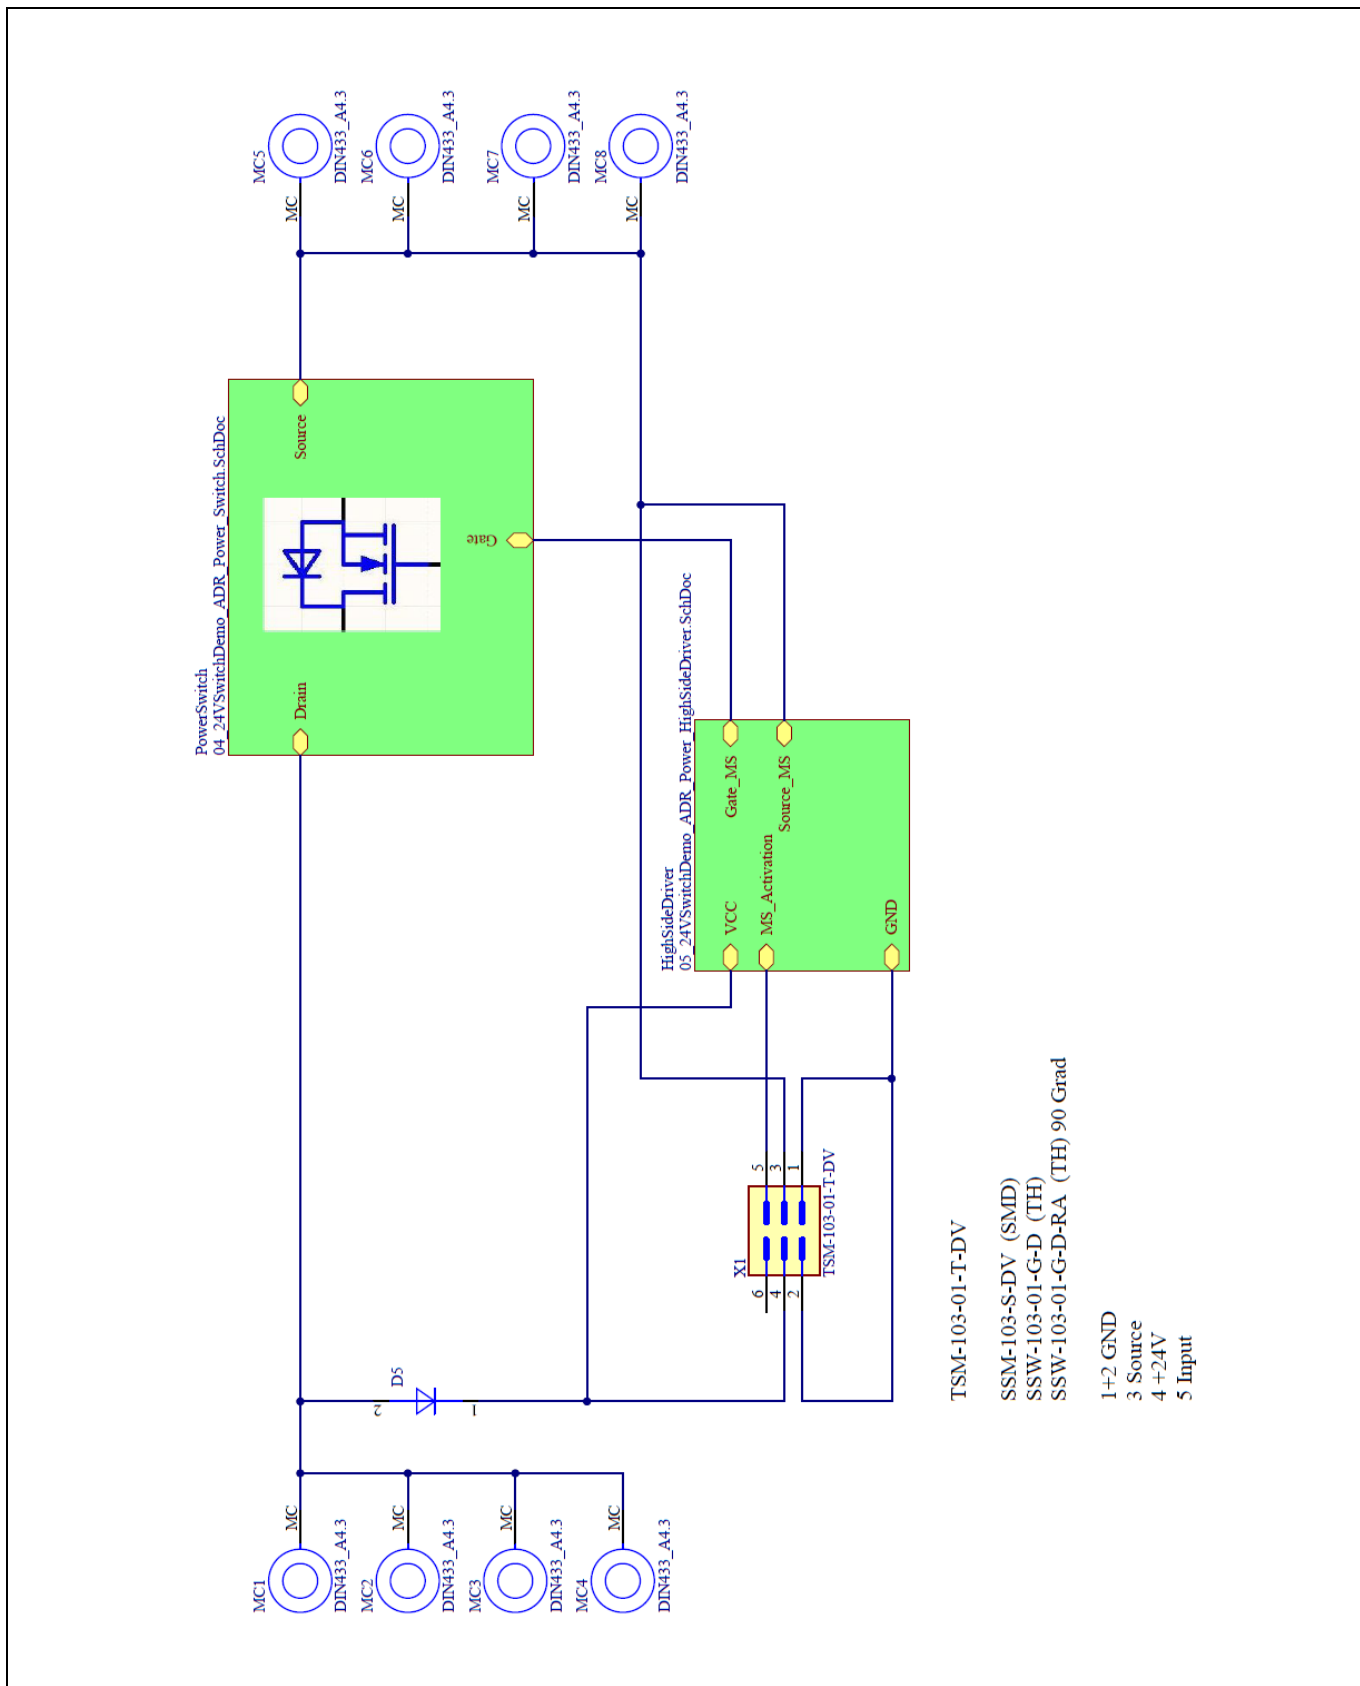 MC5
DIN433_A4.3
MC
MC6
DIN433_A4.3
MC
MC7
DIN433_A4.3
MC
MC8
DIN433_A4.3
MC
PowerSwitch
04_24VSwitchDemo_ADR_Power_Switch.SchDoc
Source
Gate
Drain
HighSideDriver
05_24VSwitchDemo_ADR_Power_HighSideDriver.SchDoc
Gate_MS
Source_MS
VCC
MS_Activation
GND
X1
TSM-103-01-T-DV
5
3
1
6
4
2
D5
2
1
MC1
DIN433_A4.3
MC
MC2
DIN433_A4.3
MC
MC3
DIN433_A4.3
MC
MC4
DIN433_A4.3
MC
TSM-103-01-T-DV
SSM-103-S-DV (SMD)
SSW-103-01-G-D (TH)
SSW-103-01-G-D-RA (TH) 90 Grad
1+2 GND
3 Source
4 +24V
5 Input